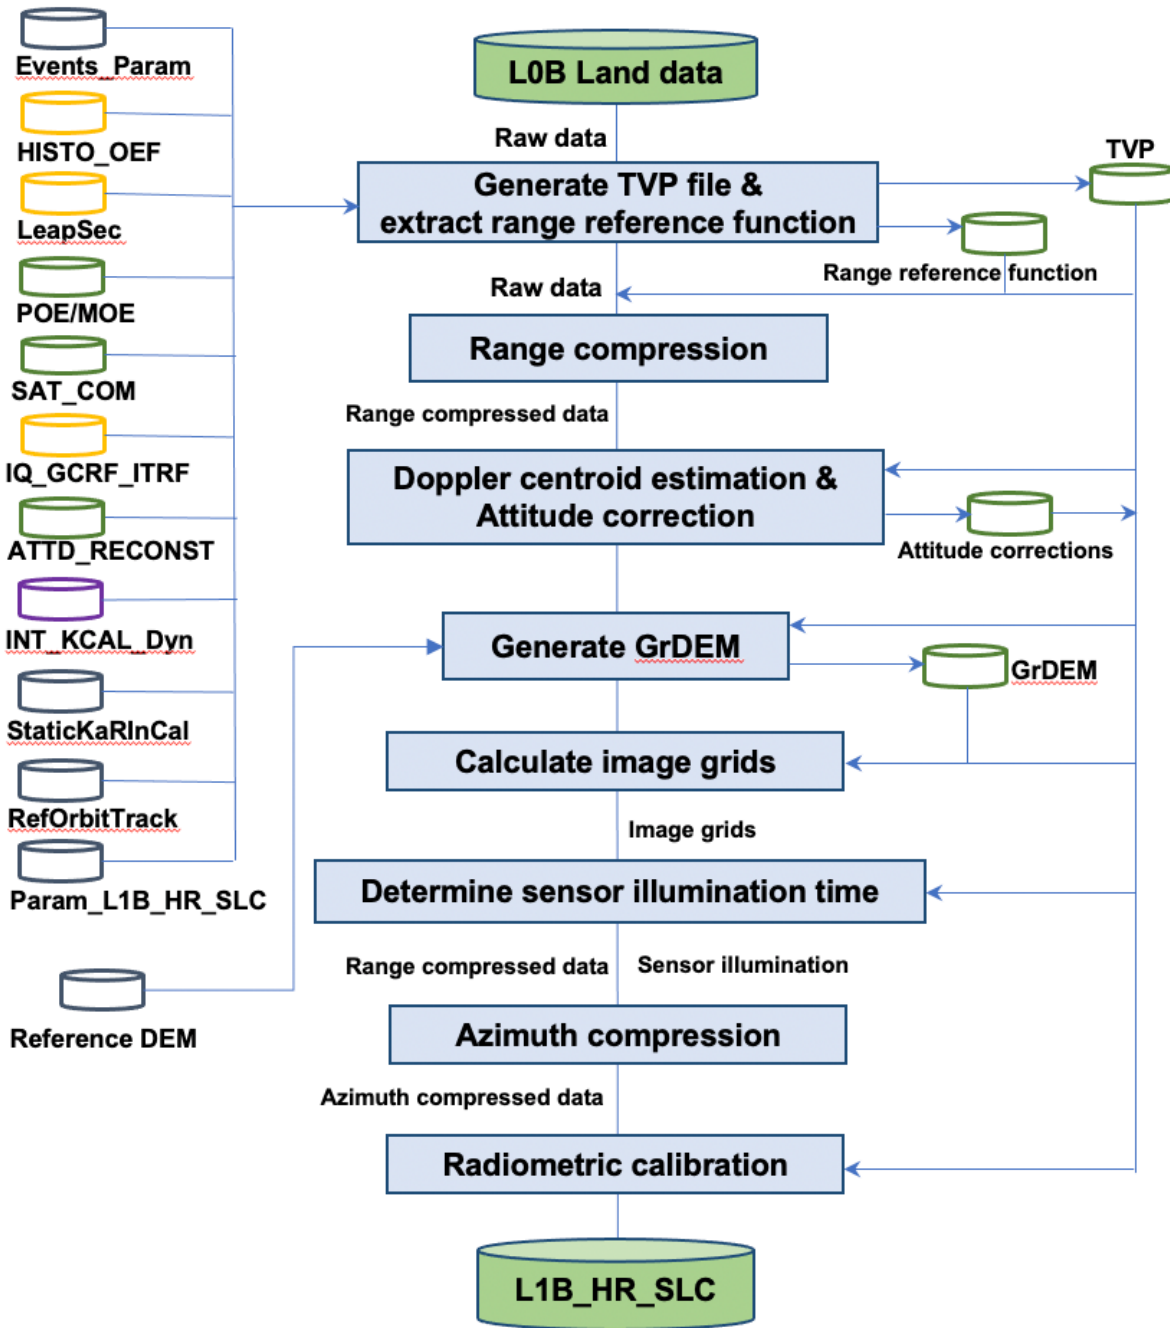 Events_Param
HISTO_OEF
LeapSec
POE/MOE
SAT_COM
IQ_GCRF_ITRF
ATTD_RECONST
INT_KCAL_Dyn
StaticKaRInCal
RefOrbitTrack
Param_L1B_HR_SLC
Reference DEM
L0B Land data
Raw data
Generate TVP file &
extract range reference function
TVP
Range reference function
Raw data
Range compression
Range compressed data
Doppler centroid estimation &
Attitude correction
Attitude corrections
Generate GrDEM
GrDEM
Calculate image grids
Image grids
Determine sensor illumination time
Range compressed data
Sensor illumination
Azimuth compression
Azimuth compressed data
Radiometric calibration
L1B_HR_SLC